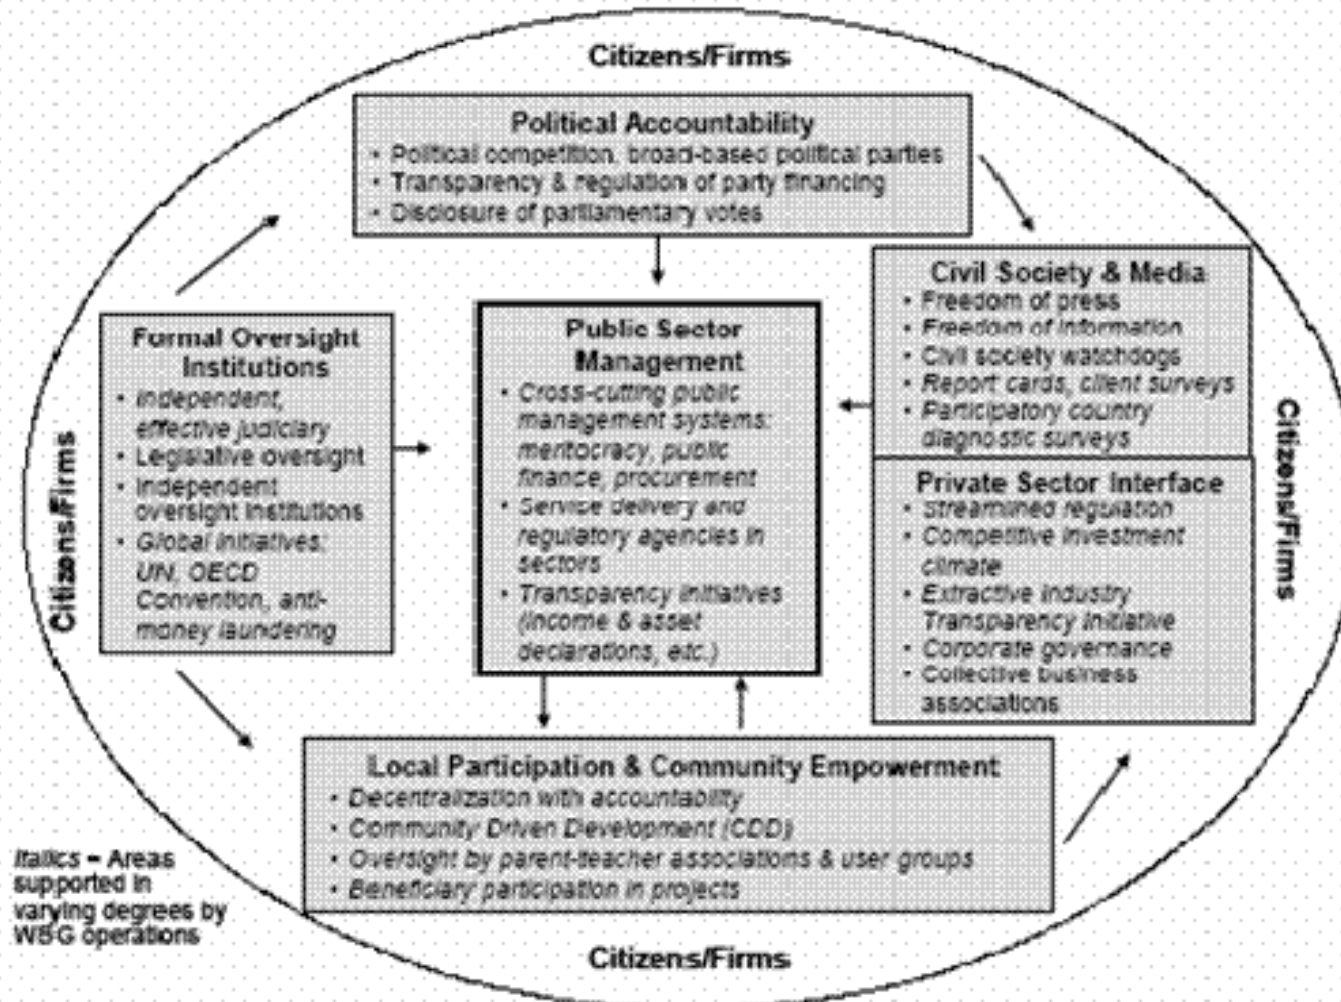 Citizens/Firms
Political Accountability
• Political competition, broad-based political parties
• Transparency & regulation of party financing
• Disclosure of parliamentary votes
Civil Society & Media
• Freedom of press
• Freedom of information
• Civil society watchdogs
• Report cards, client surveys
• Participatory country
diagnostic surveys
Formal Oversight
Institutions
• Independent,
effective judiciary
• Legislative oversight
• Independent
oversight institutions
• Global initiatives:
UN, OECD
Convention, anti-
money laundering
Public Sector
Management
• Cross-cutting public
management systems:
meritocracy, public
finance, procurement
• Service delivery and
regulatory agencies in
sectors
• Transparency initiatives
(income & asset
declarations, etc.)
Private Sector Interface
• Streamlined regulation
• Competitive investment
climate
• Extractive Industry
Transparency Initiative
• Corporate governance
• Collective business
associations
Citizens/Firms
Citizens/Firms
Local Participation & Community Empowerment
• Decentralization with accountability
• Community Driven Development (CDD)
• Oversight by parent-teacher associations & user groups
• Beneficiary participation in projects
Italics = Areas
supported in
varying degrees by
WBG operations
Citizens/Firms